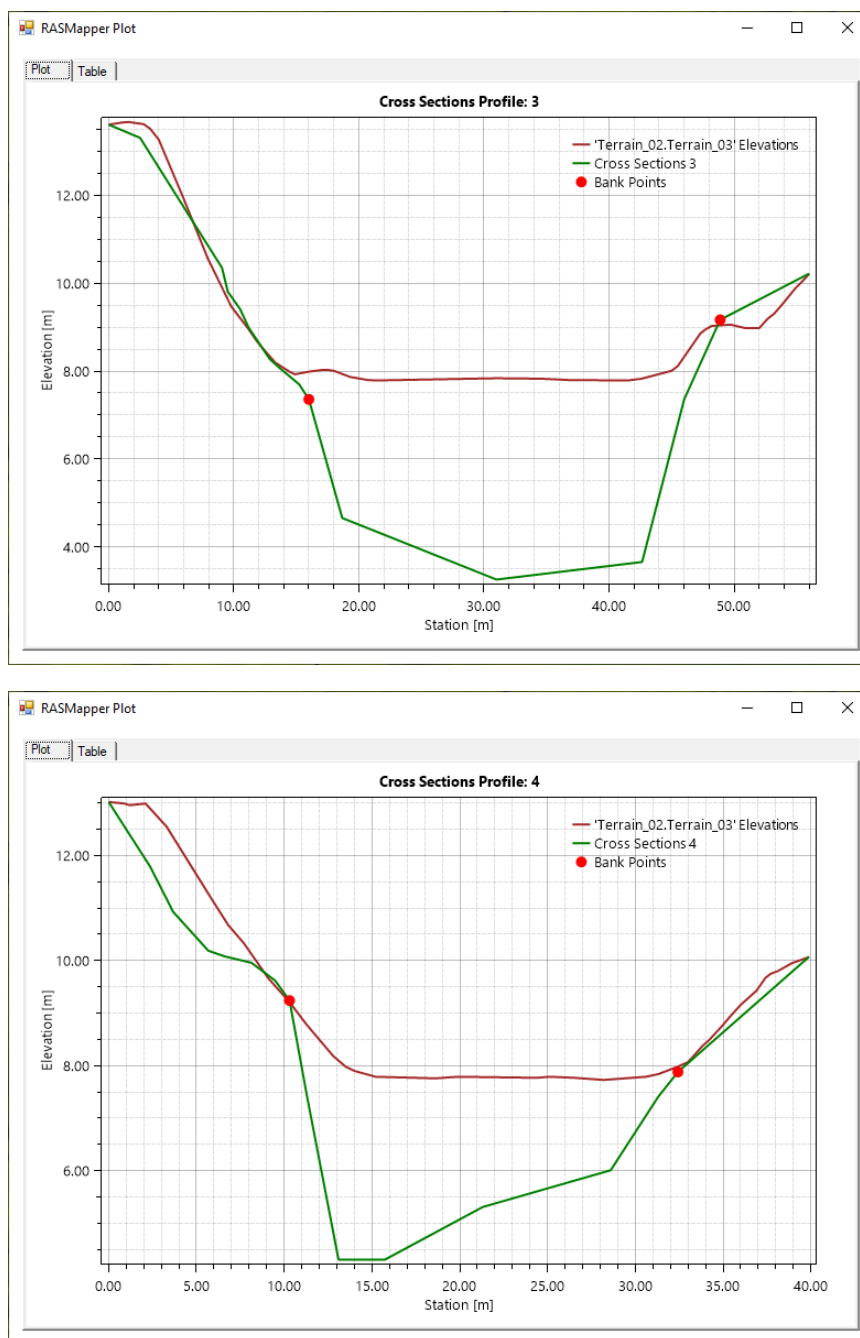 RASMapper Plot
Plot Table
Cross Sections Profile: 3
'Terrain_02.Terrain_03' Elevations
Cross Sections 3
Bank Points
Elevation [m]
12.00
10.00
8.00
6.00
4.00
0.00 10.00 20.00 30.00 40.00 50.00
Station [m]
RASMapper Plot
Plot Table
Cross Sections Profile: 4
'Terrain_02.Terrain_03' Elevations
Cross Sections 4
Bank Points
Elevation [m]
12.00
10.00
8.00
6.00
0.00 5.00 10.00 15.00 20.00 25.00 30.00 35.00 40.00
Station [m]